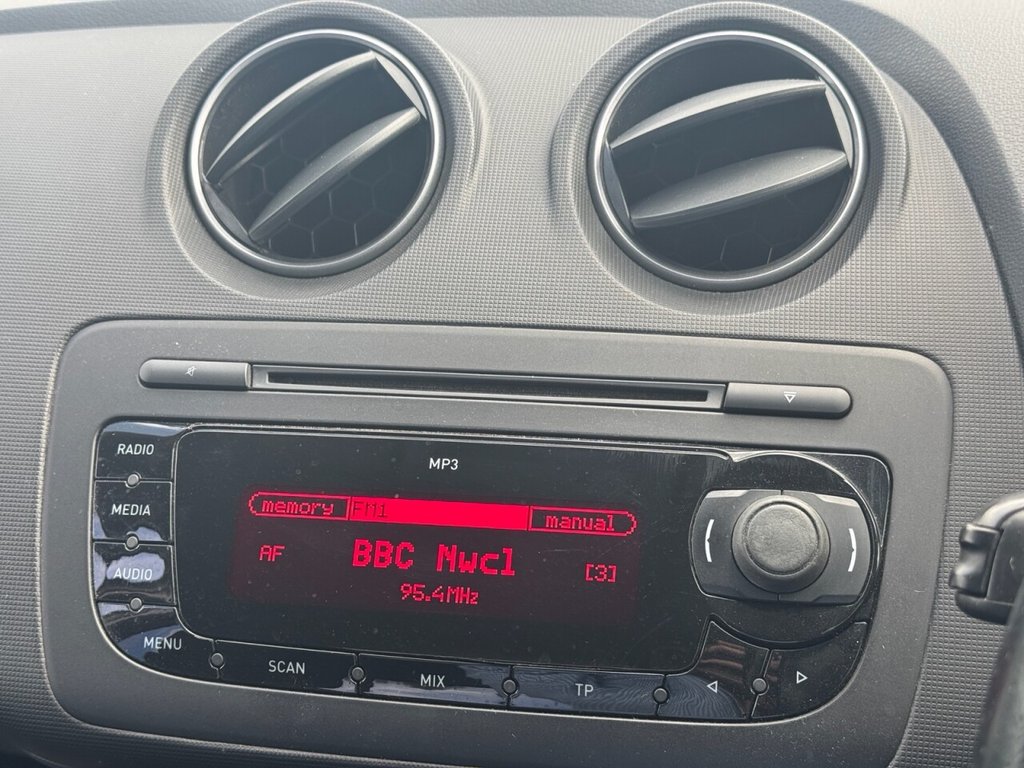 RADIO
MEDIA
AUDIO
MENU
MP3
memory FM1 manual
AF BBC Nwcl [3]
95.4MHz
SCAN MIX TP